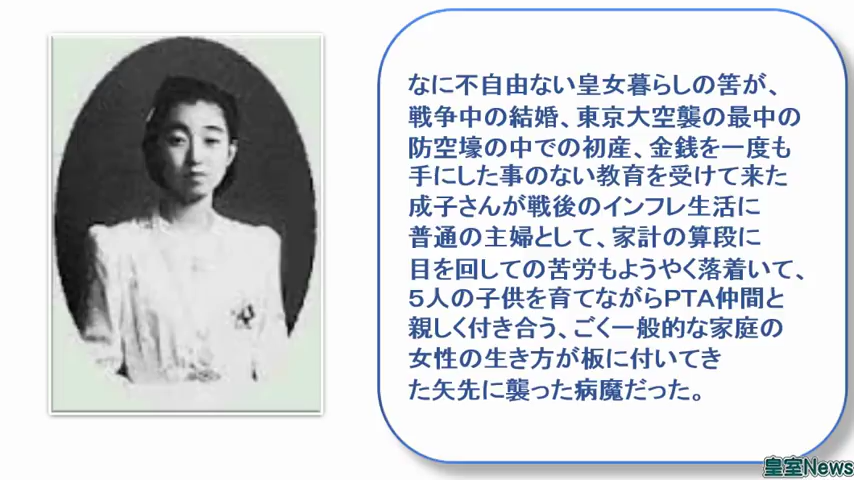 なに不自由ない皇女暮らしの筈が、
戦争中の結婚、東京大空襲の最中の
防空壕の中での初産、金銭を一度も
手にした事のない教育を受けて来た
成子さんが戦後のインフレ生活に
普通の主婦として、家計の算段に
目を回しての苦労もようやく落着いて、
５人の子供を育てながらＰＴＡ仲間と
親しく付き合う、ごく一般的な家庭の
女性の生き方が板に付いてき
た矢先に襲った病魔だった。
皇室News